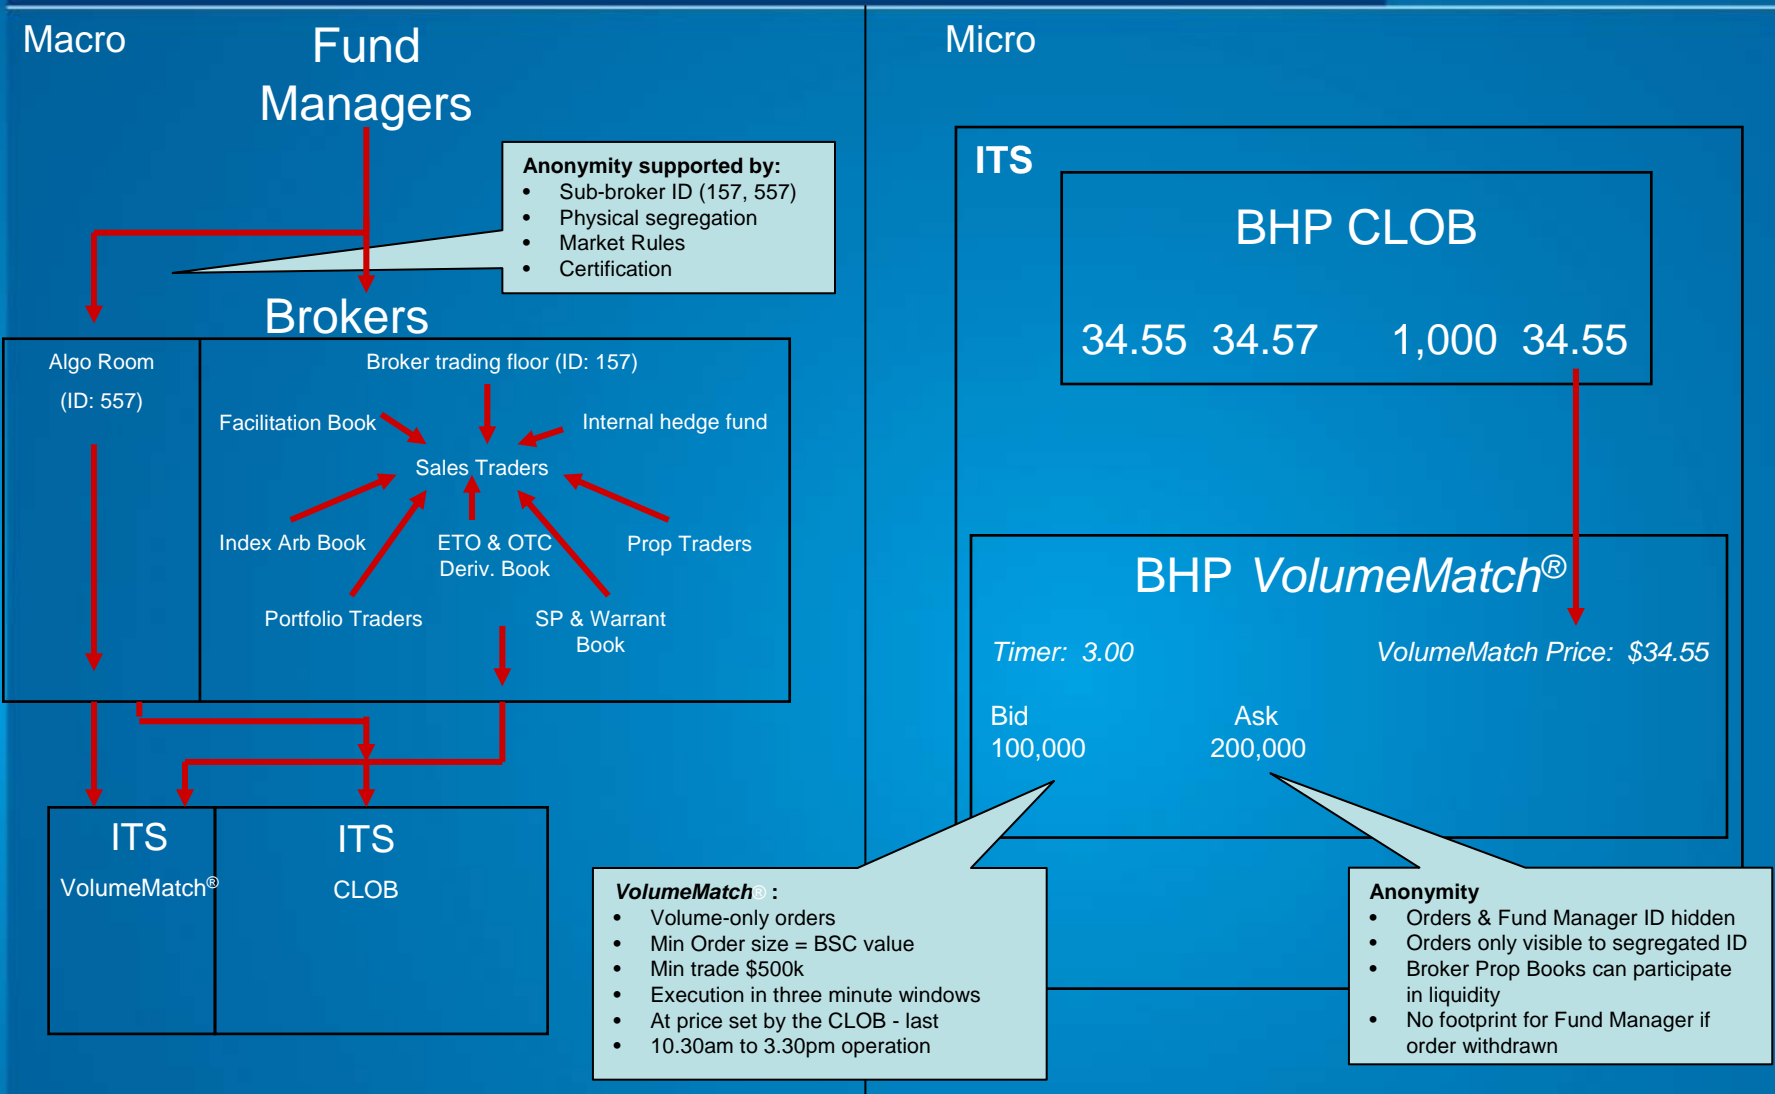 Macro
Fund
Managers
Anonymity supported by:
• Sub-broker ID (157, 557)
• Physical segregation
• Market Rules
• Certification
Brokers
Algo Room
(ID: 557)
Broker trading floor (ID: 157)
Facilitation Book
Internal hedge fund
Sales Traders
Index Arb Book
ETO & OTC
Deriv. Book
Prop Traders
Portfolio Traders
SP & Warrant
Book
ITS
VolumeMatch®
ITS
CLOB
Micro
ITS
BHP CLOB
34.55 34.57 1,000 34.55
BHP VolumeMatch®
Timer: 3.00
VolumeMatch Price: $34.55
Bid
100,000
Ask
200,000
VolumeMatch® :
• Volume-only orders
• Min Order size = BSC value
• Min trade $500k
• Execution in three minute windows
• At price set by the CLOB - last
• 10.30am to 3.30pm operation
Anonymity
• Orders & Fund Manager ID hidden
• Orders only visible to segregated ID
• Broker Prop Books can participate
in liquidity
• No footprint for Fund Manager if
order withdrawn